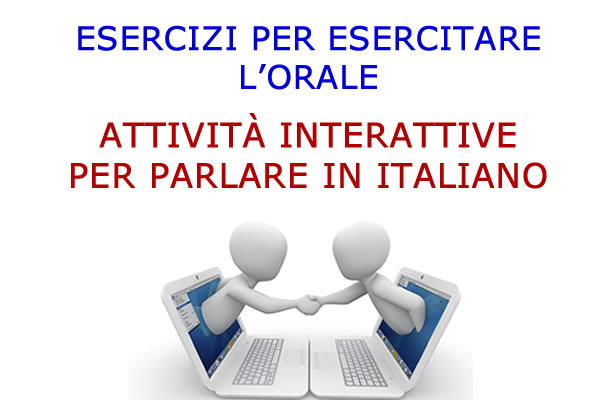 ESERCIZI PER ESERCITARE
L'ORALE
ATTIVITÀ INTERATTIVE
PER PARLARE IN ITALIANO